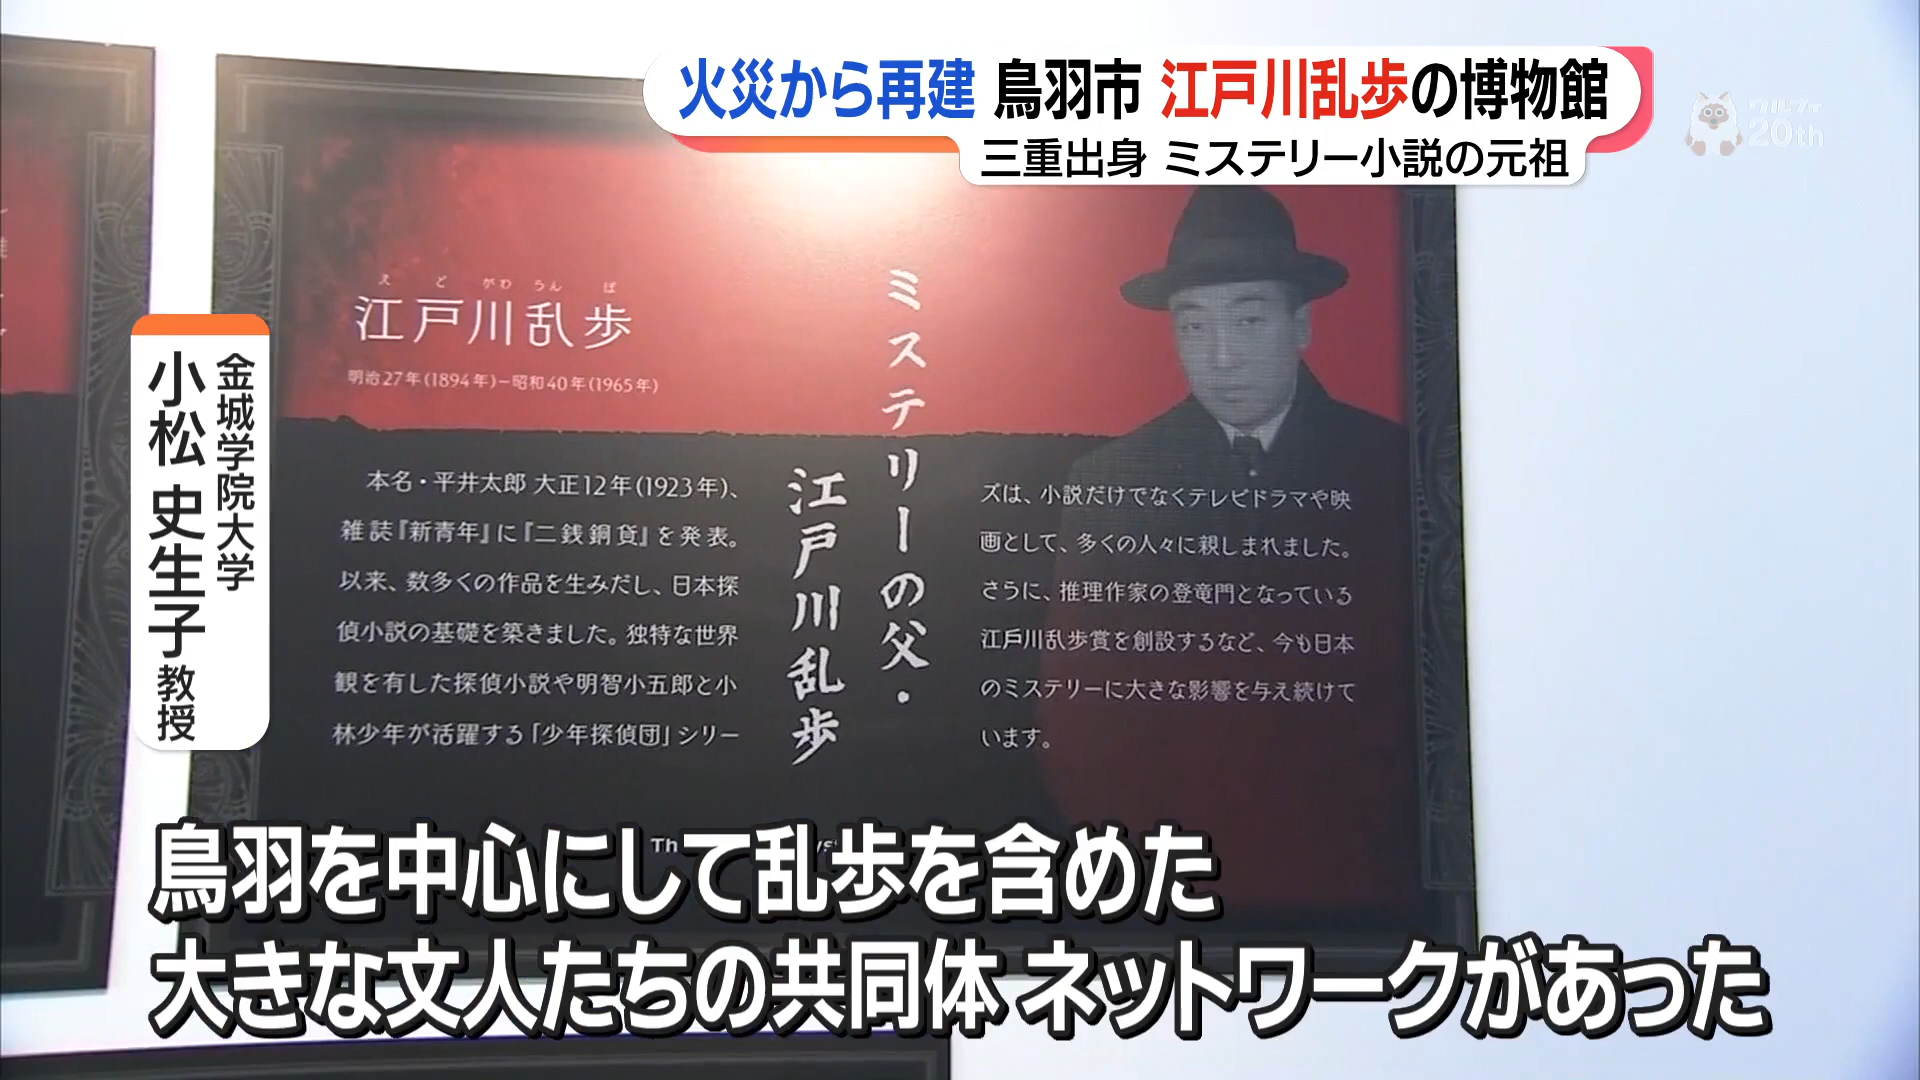 火災から再建 鳥羽市 江戸川乱歩の博物館
三重出身 ミステリー小説の元祖
ウルフィ
20th
金城学院大学
小松 史生子 教授
え ど がわ らん ぽ
江戸川乱歩
明治27年(1894年)−昭和40年(1965年)
ミステリーの父・
江戸川乱歩
本名・平井太郎 大正12年(1923年)、
雑誌『新青年』に『二銭銅貨』を発表。
以来、数多くの作品を生みだし、日本探
偵小説の基礎を築きました。独特な世界
観を有した探偵小説や明智小五郎と小
林少年が活躍する「少年探偵団」シリー
ズは、小説だけでなくテレビドラマや映
画として、多くの人々に親しまれました。
さらに、推理作家の登竜門となっている
江戸川乱歩賞を創設するなど、今も日本
のミステリーに大きな影響を与え続けて
います。
鳥羽を中心にして乱歩を含めた
大きな文人たちの共同体 ネットワークがあった